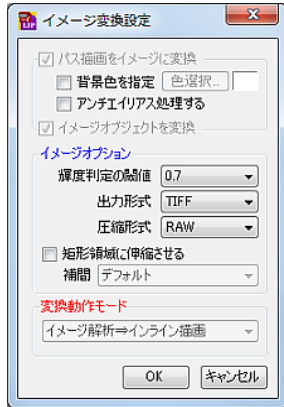 イメージ変換設定
パス描画をイメージに変換
背景色を指定 色選択...
アンチエイリアス処理する
イメージオブジェクトを変換
イメージオプション
輝度判定の閾値 0.7
出力形式 TIFF
圧縮形式 RAW
矩形領域に伸縮させる
補間 デフォルト
変換動作モード
イメージ解析⇒インライン描画
OK キャンセル